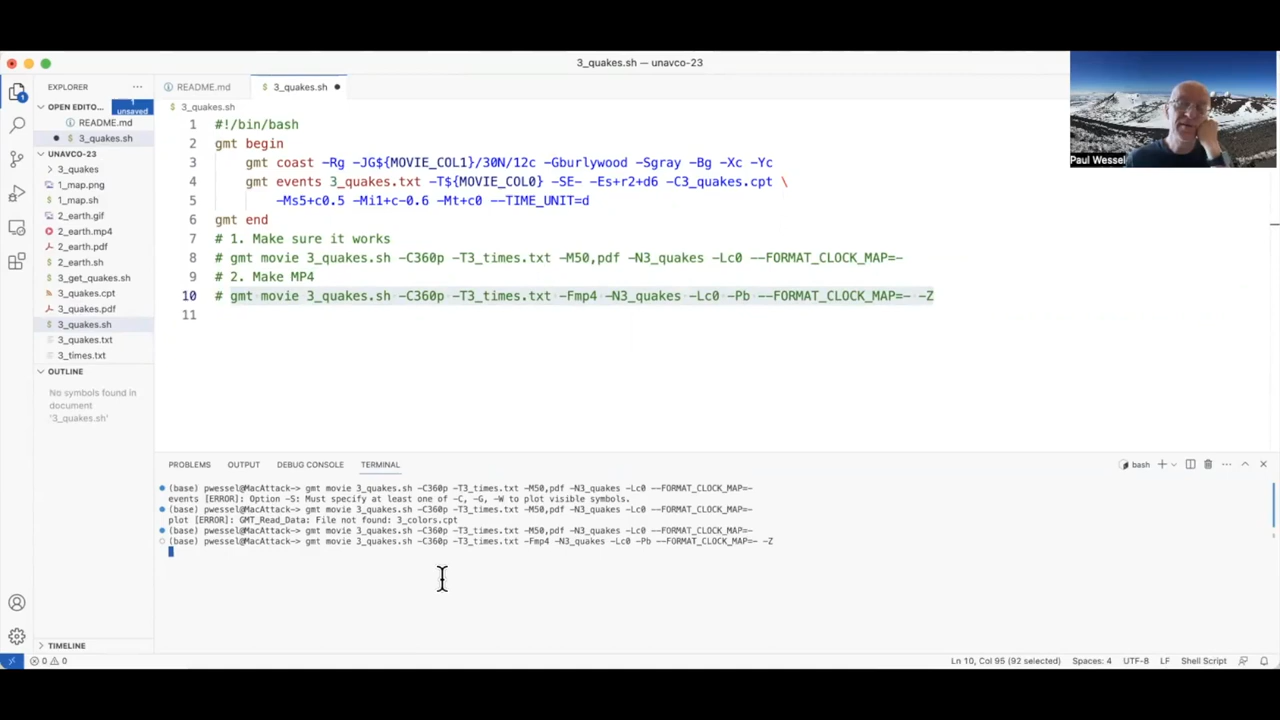 3_quakes.sh — unavco-23
EXPLORER ···
README.md
$ 3_quakes.sh
OPEN EDITO... 1 unsaved
README.md
$ 3_quakes.sh
UNAVCO-23
3_quakes
1_map.png
$ 1_map.sh
2_earth.gif
2_earth.mp4
2_earth.pdf
$ 2_earth.sh
$ 3_get_quakes.sh
3_quakes.cpt
3_quakes.pdf
$ 3_quakes.sh
3_quakes.txt
3_times.txt
OUTLINE
No symbols found in
document
'3_quakes.sh'
TIMELINE
$ 3_quakes.sh
1 #!/bin/bash
2 gmt begin
3 gmt coast -Rg -JG${MOVIE_COL1}/30N/12c -Gburlywood -Sgray -Bg -Xc -Yc
4 gmt events 3_quakes.txt -T${MOVIE_COL0} -SE- -Es+r2+d6 -C3_quakes.cpt \
5 -Ms5+c0.5 -Mi1+c-0.6 -Mt+c0 --TIME_UNIT=d
6 gmt end
7 # 1. Make sure it works
8 # gmt movie 3_quakes.sh -C360p -T3_times.txt -M50,pdf -N3_quakes -Lc0 --FORMAT_CLOCK_MAP=-
9 # 2. Make MP4
10 # gmt movie 3_quakes.sh -C360p -T3_times.txt -Fmp4 -N3_quakes -Lc0 -Pb --FORMAT_CLOCK_MAP=- -Z
11
Paul Wessel
PROBLEMS OUTPUT DEBUG CONSOLE TERMINAL bash
(base) pwessel@MacAttack-> gmt movie 3_quakes.sh -C360p -T3_times.txt -M50,pdf -N3_quakes -Lc0 --FORMAT_CLOCK_MAP=-
events [ERROR]: Option -S: Must specify at least one of -C, -G, -W to plot visible symbols.
(base) pwessel@MacAttack-> gmt movie 3_quakes.sh -C360p -T3_times.txt -M50,pdf -N3_quakes -Lc0 --FORMAT_CLOCK_MAP=-
plot [ERROR]: GMT_Read_Data: File not found: 3_colors.cpt
(base) pwessel@MacAttack-> gmt movie 3_quakes.sh -C360p -T3_times.txt -M50,pdf -N3_quakes -Lc0 --FORMAT_CLOCK_MAP=-
(base) pwessel@MacAttack-> gmt movie 3_quakes.sh -C360p -T3_times.txt -Fmp4 -N3_quakes -Lc0 -Pb --FORMAT_CLOCK_MAP=- -Z
0 0 Ln 10, Col 95 (92 selected) Spaces: 4 UTF-8 LF Shell Script